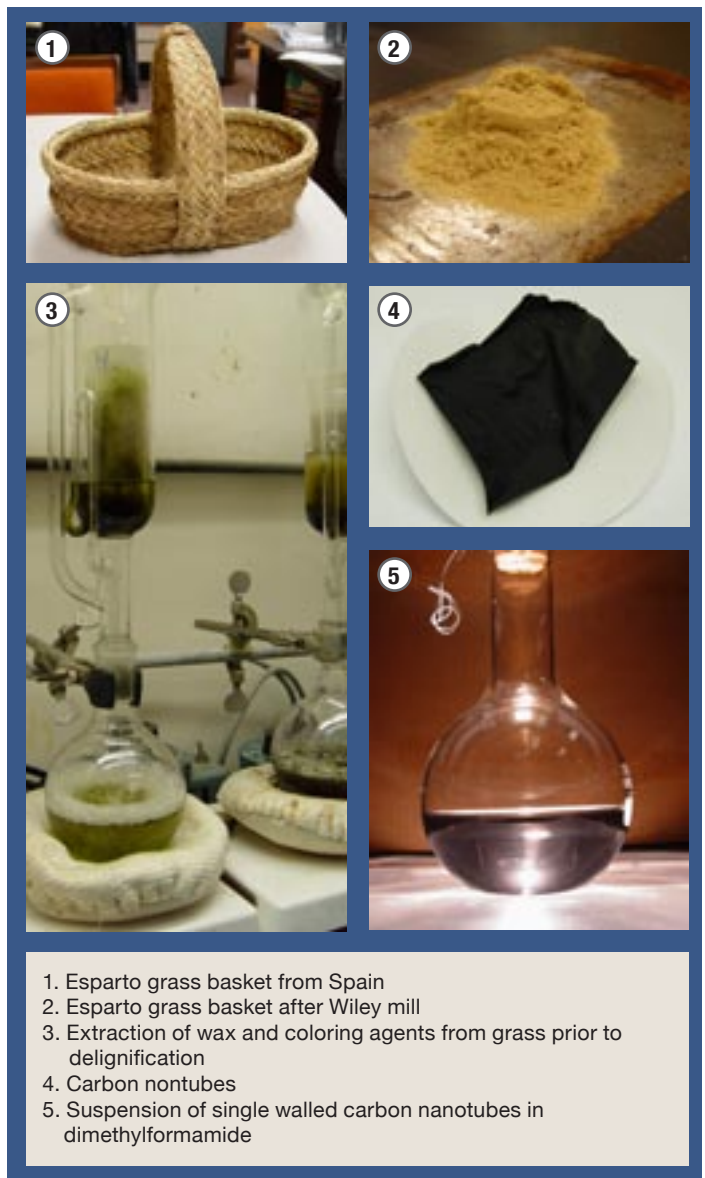 1
2
3
4
5
1. Esparto grass basket from Spain
2. Esparto grass basket after Wiley mill
3. Extraction of wax and coloring agents from grass prior to
delignification
4. Carbon nontubes
5. Suspension of single walled carbon nanotubes in
dimethylformamide